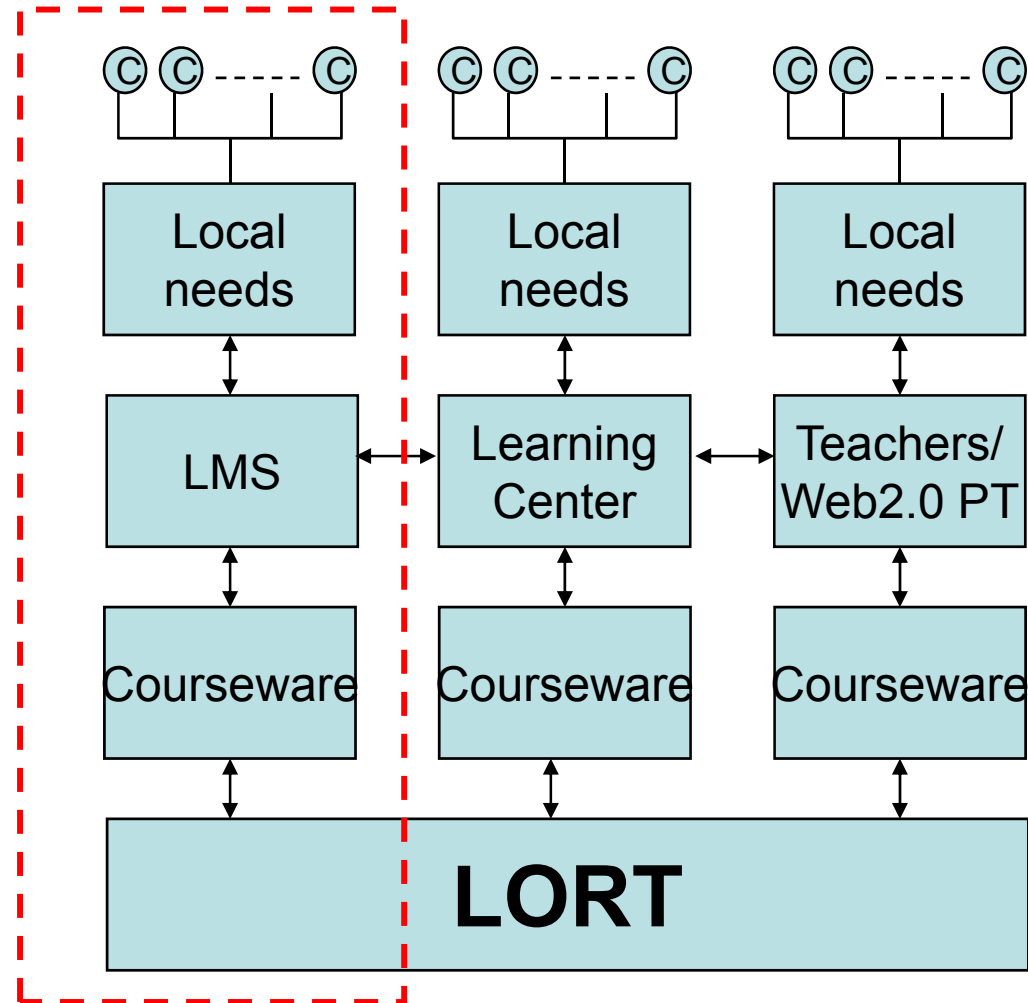 C C C C C C C C C
Local
needs
Local
needs
Local
needs
LMS
Learning
Center
Teachers/
Web2.0 PT
Courseware
Courseware
Courseware
LORT